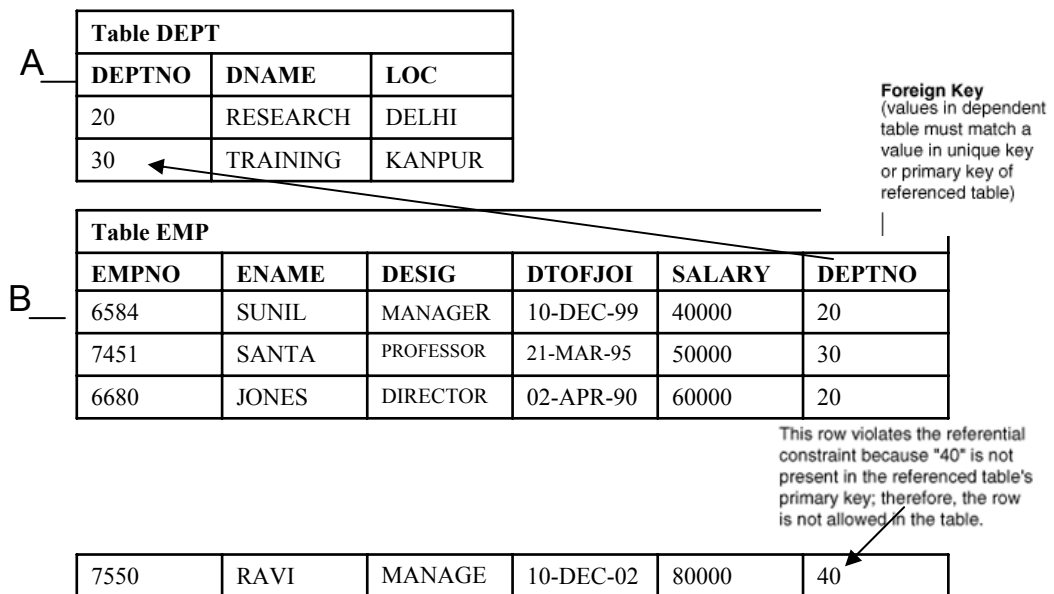 Table DEPT
A
DEPTNO DNAME LOC
20 RESEARCH DELHI
30 TRAINING KANPUR
Foreign Key
(values in dependent
table must match a
value in unique key
or primary key of
referenced table)
Table EMP
EMPNO ENAME DESIG DTOFJOI SALARY DEPTNO
B
6584 SUNIL MANAGER 10-DEC-99 40000 20
7451 SANTA PROFESSOR 21-MAR-95 50000 30
6680 JONES DIRECTOR 02-APR-90 60000 20
This row violates the referential
constraint because "40" is not
present in the referenced table's
primary key; therefore, the row
is not allowed in the table.
7550 RAVI MANAGE 10-DEC-02 80000 40